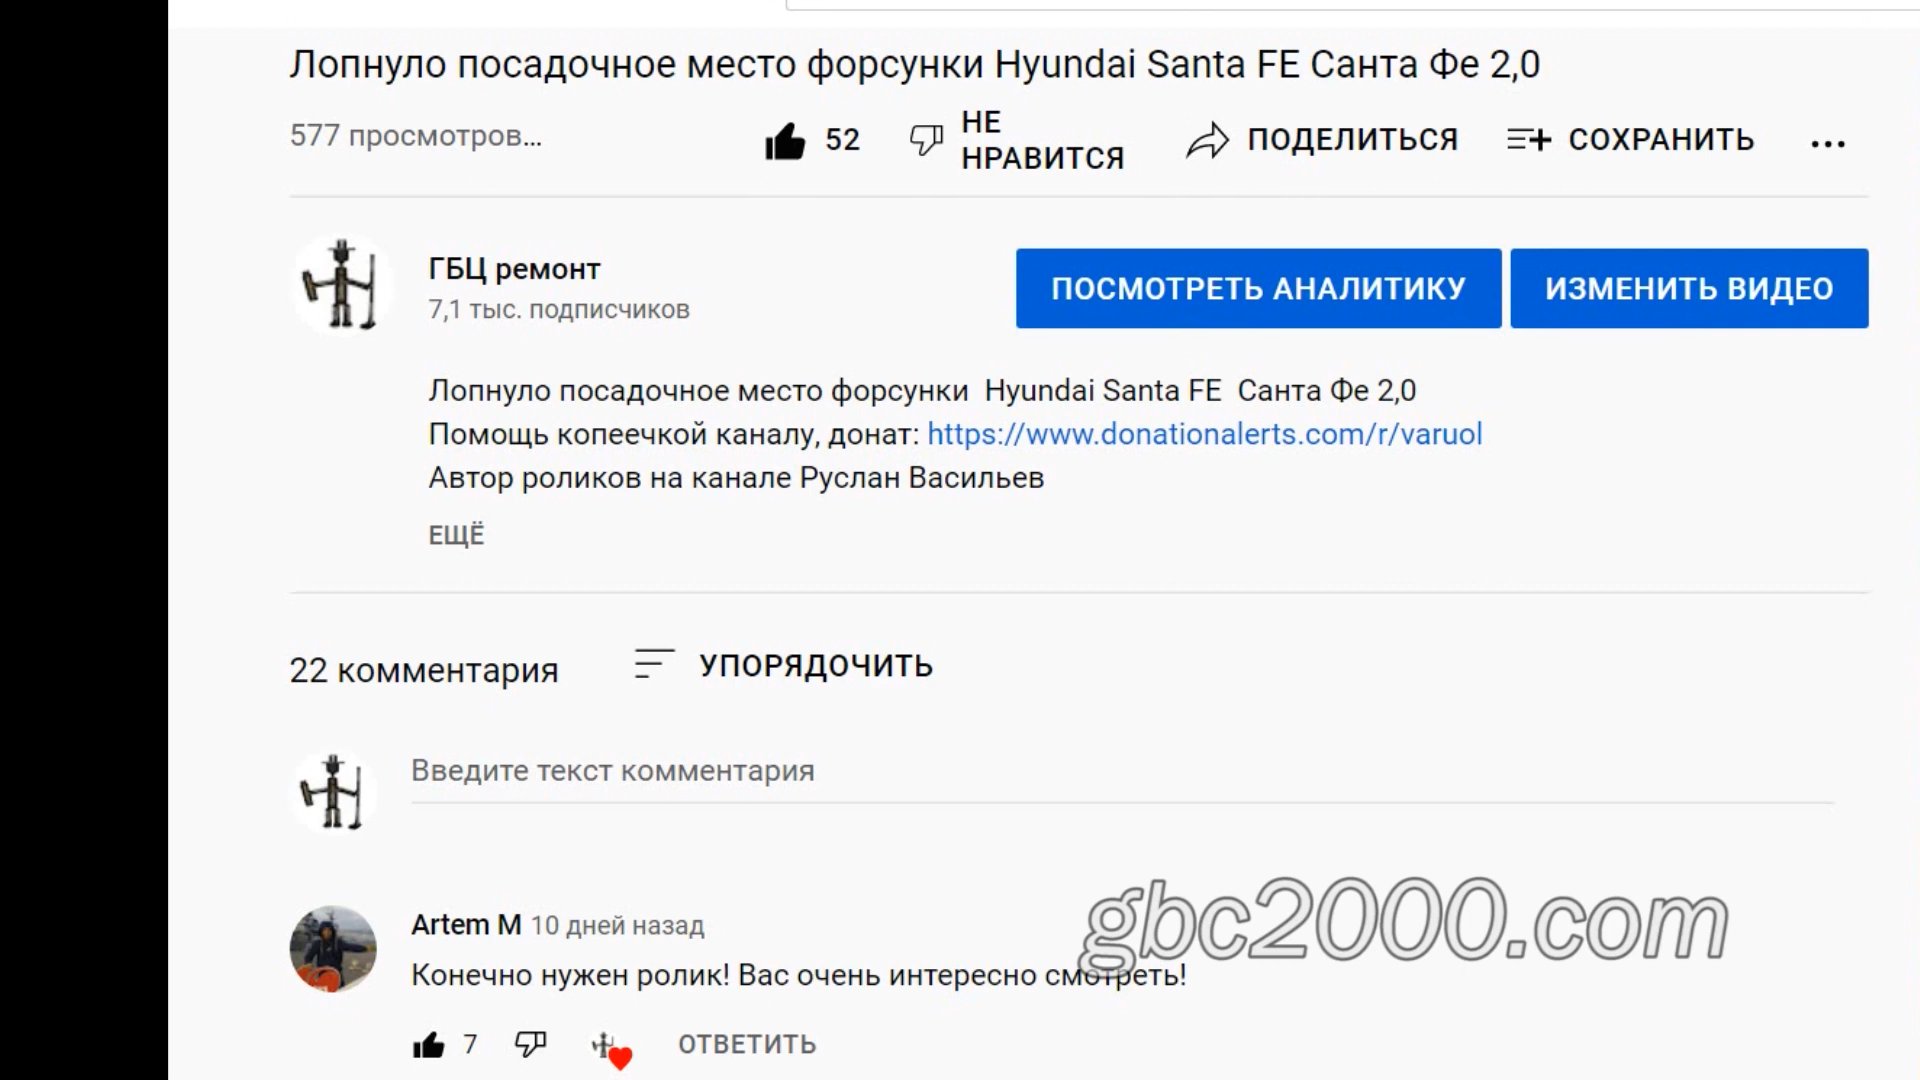 Лопнуло посадочное место форсунки Hyundai Santa FE Санта Фе 2,0
577 просмотров...
52
НЕ НРАВИТСЯ
ПОДЕЛИТЬСЯ
СОХРАНИТЬ
ГБЦ ремонт
7,1 тыс. подписчиков
ПОСМОТРЕТЬ АНАЛИТИКУ
ИЗМЕНИТЬ ВИДЕО
Лопнуло посадочное место форсунки Hyundai Santa FE Санта Фе 2,0
Помощь копеечкой каналу, донат: https://www.donationalerts.com/r/varuol
Автор роликов на канале Руслан Васильев
ЕЩЁ
22 комментария
УПОРЯДОЧИТЬ
Введите текст комментария
gbc2000.com
Artem M 10 дней назад
Конечно нужен ролик! Вас очень интересно смотреть!
7
ОТВЕТИТЬ